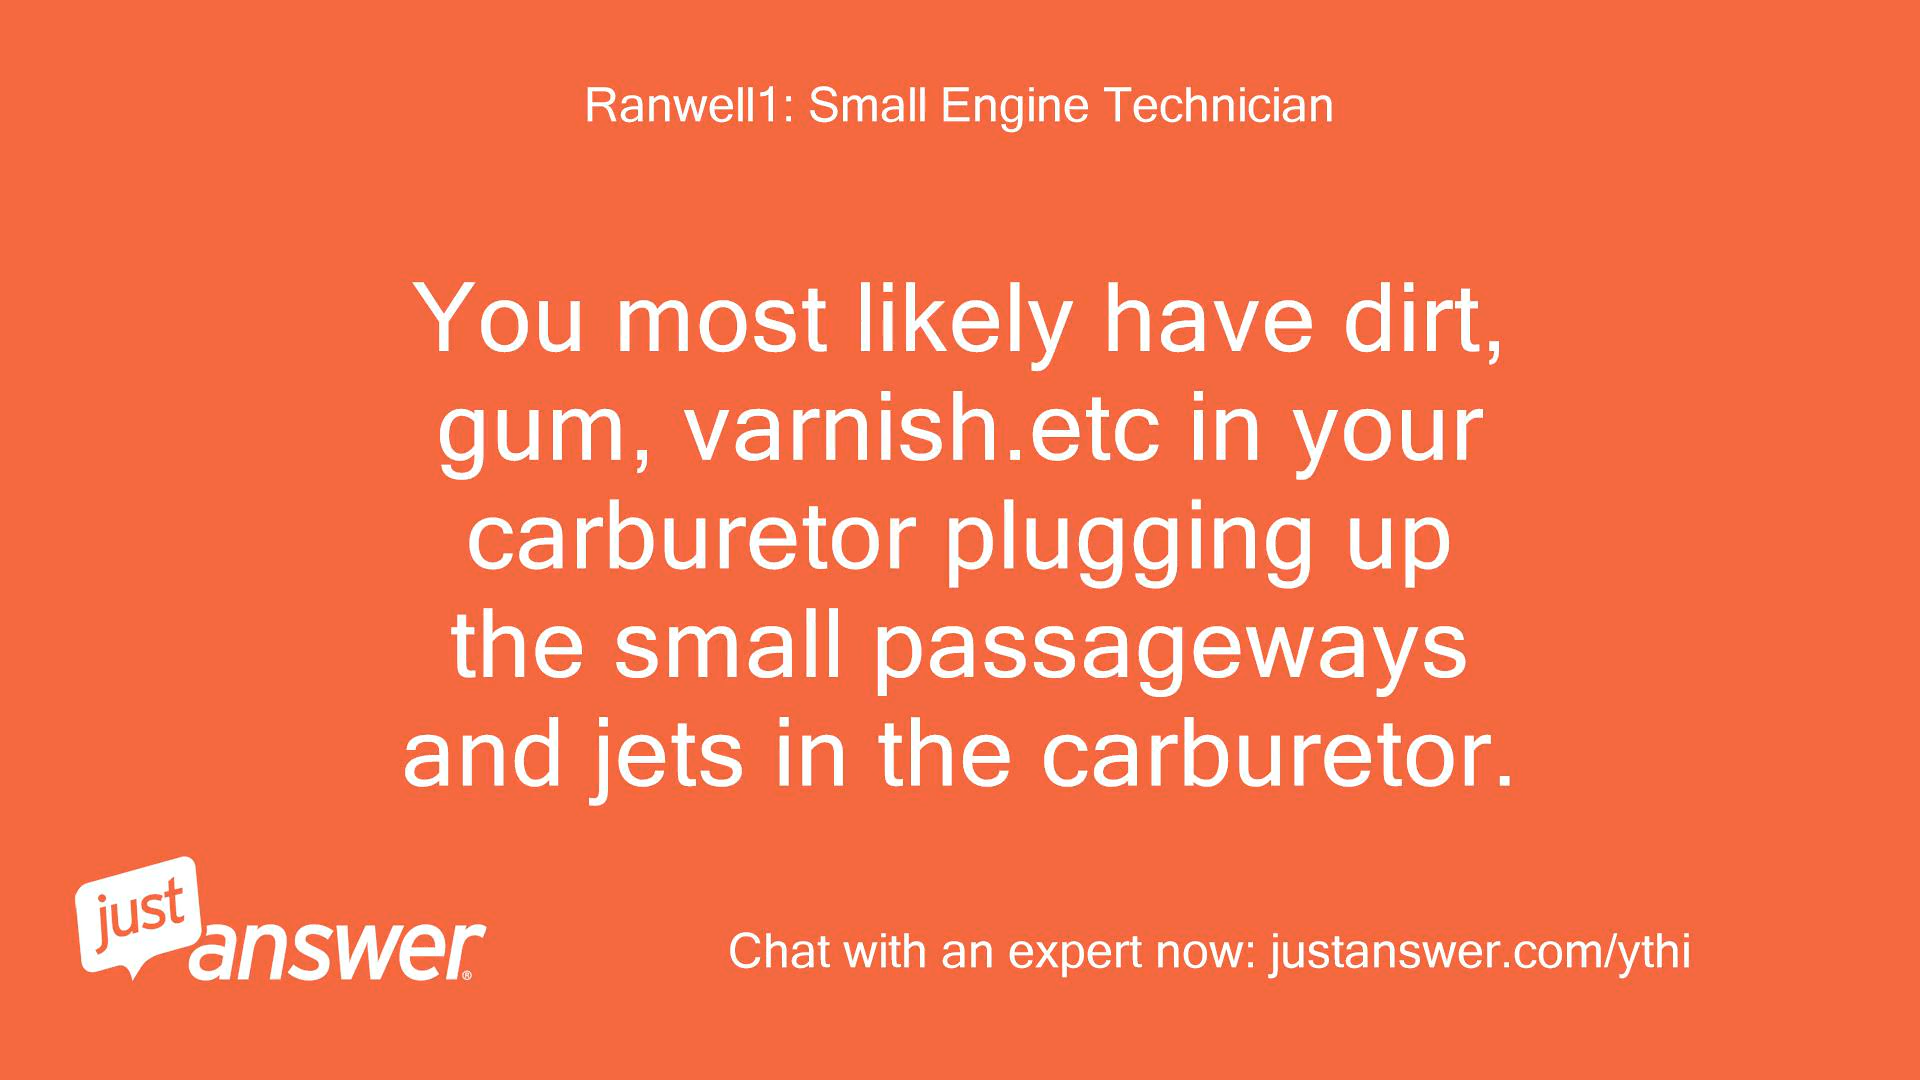 Ranwell1: Small Engine Technician
You most likely have dirt,
gum, varnish.etc in your
carburetor plugging up
the small passageways
and jets in the carburetor.
just
answer®
Chat with an expert now: justanswer.com/ythi